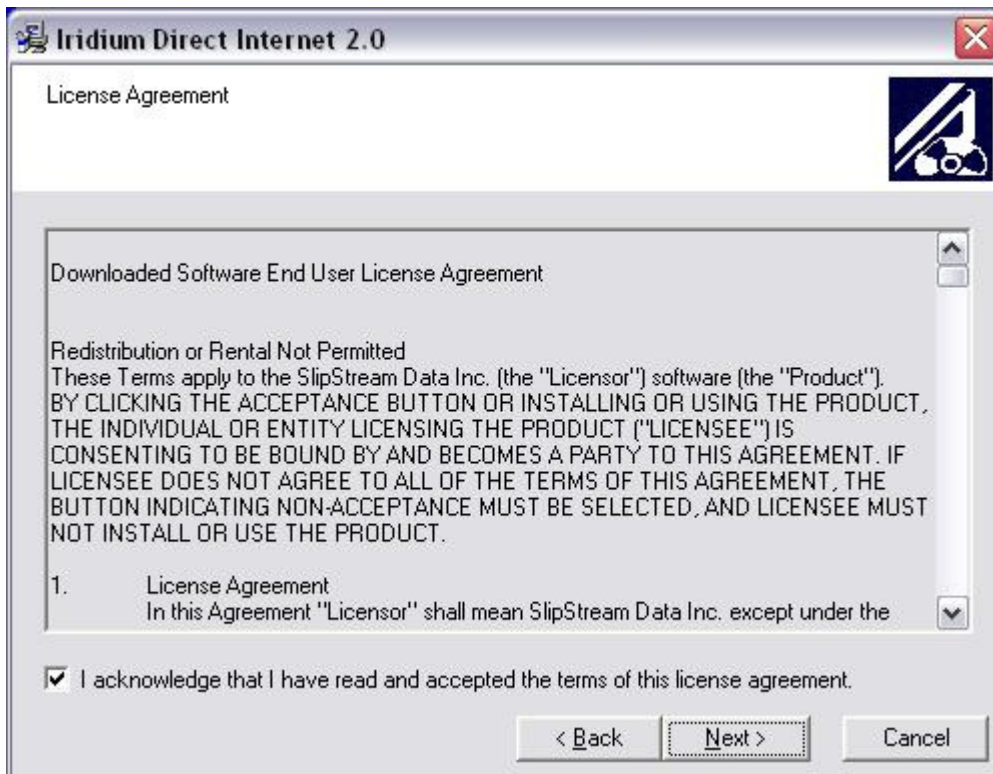 Iridium Direct Internet 2.0
License Agreement
Downloaded Software End User License Agreement
Redistribution or Rental Not Permitted
These Terms apply to the SlipStream Data Inc. (the "Licensor") software (the "Product").
BY CLICKING THE ACCEPTANCE BUTTON OR INSTALLING OR USING THE PRODUCT,
THE INDIVIDUAL OR ENTITY LICENSING THE PRODUCT ("LICENSEE") IS
CONSENTING TO BE BOUND BY AND BECOMES A PARTY TO THIS AGREEMENT. IF
LICENSEE DOES NOT AGREE TO ALL OF THE TERMS OF THIS AGREEMENT, THE
BUTTON INDICATING NON-ACCEPTANCE MUST BE SELECTED, AND LICENSEE MUST
NOT INSTALL OR USE THE PRODUCT.
1. License Agreement
In this Agreement "Licensor" shall mean SlipStream Data Inc. except under the
I acknowledge that I have read and accepted the terms of this license agreement.
< Back Next > Cancel